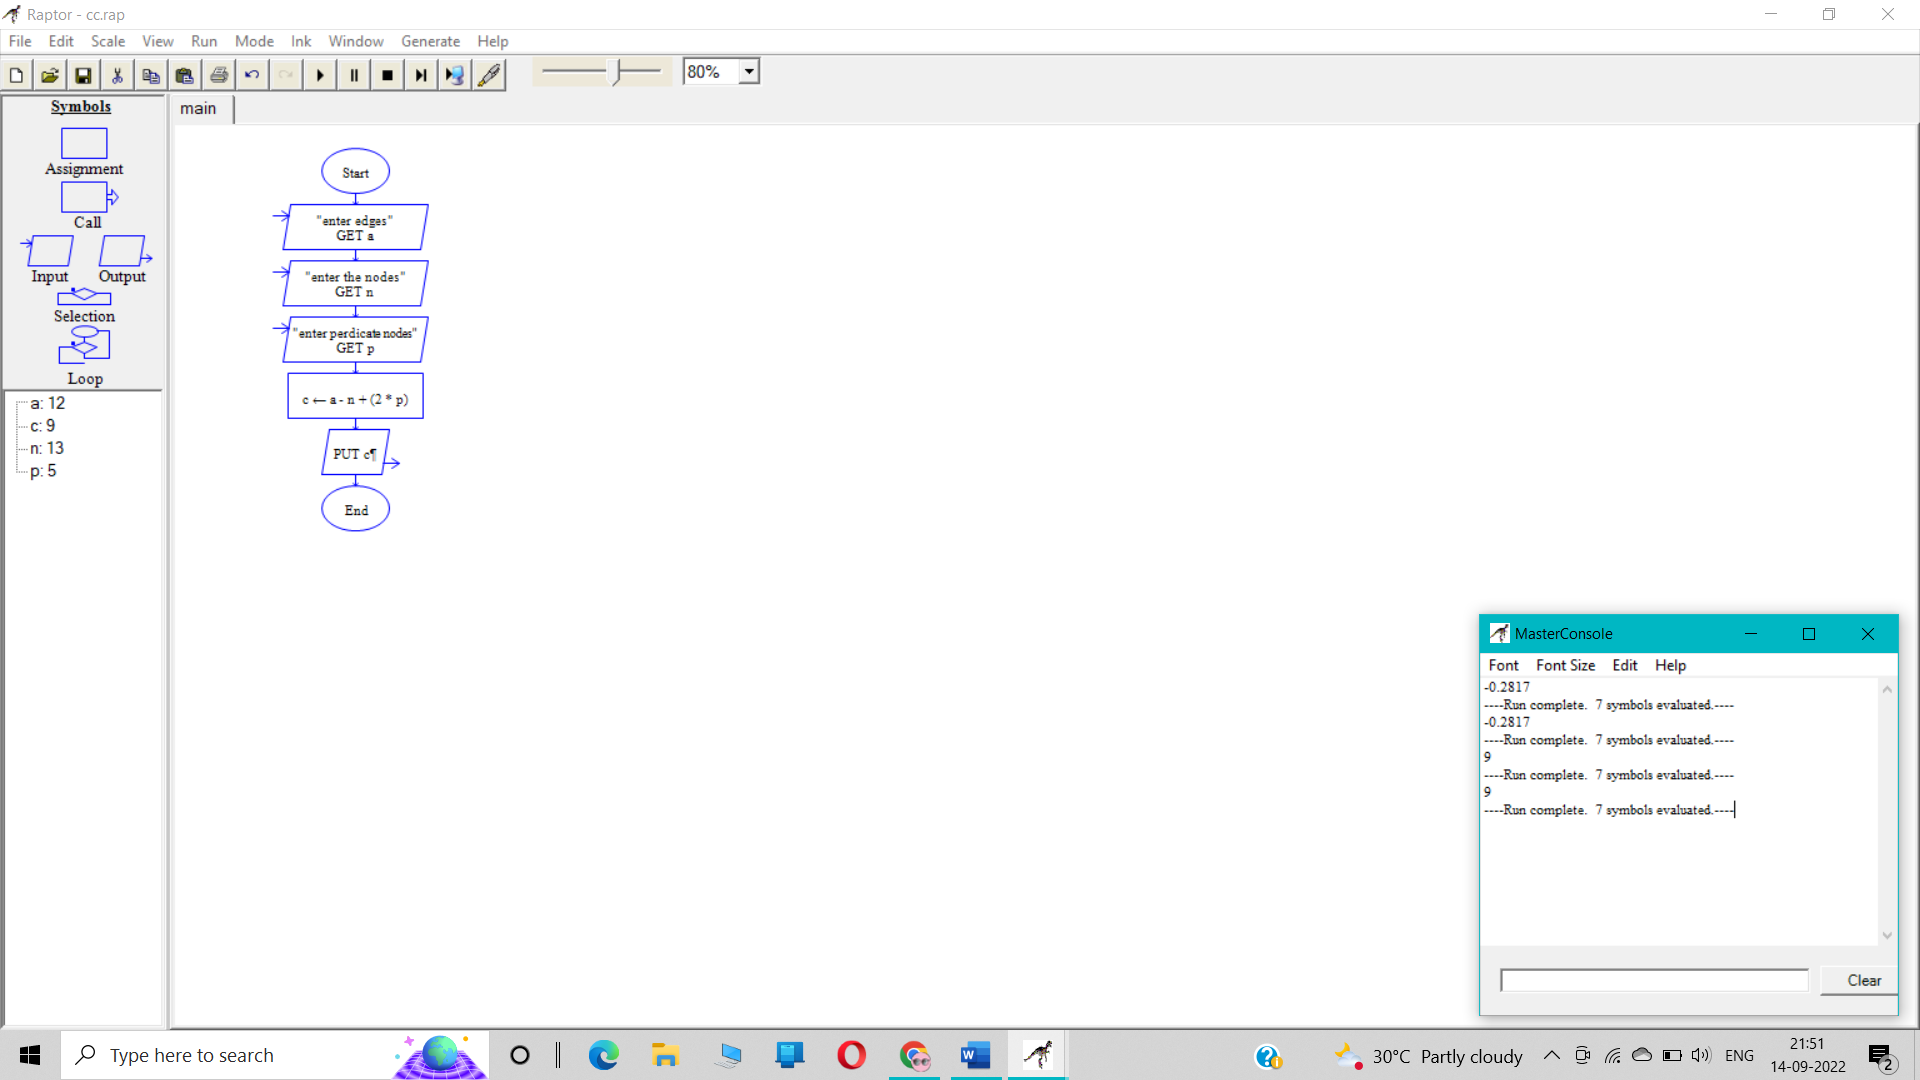 Raptor - cc.rap
File Edit Scale View Run Mode Ink Window Generate Help
80%
Symbols
Assignment
Call
Input Output
Selection
Loop
a: 12
c: 9
n: 13
p: 5
main
Start
"enter edges"
GET a
"enter the nodes"
GET n
"enter perdicate nodes"
GET p
c ← a - n + (2 * p)
PUT c¶
End
MasterConsole
Font Font Size Edit Help
-0.2817
----Run complete. 7 symbols evaluated.----
-0.2817
----Run complete. 7 symbols evaluated.----
9
----Run complete. 7 symbols evaluated.----
9
----Run complete. 7 symbols evaluated.----
Clear
Type here to search
W
30°C Partly cloudy
ENG
21:51
14-09-2022
2